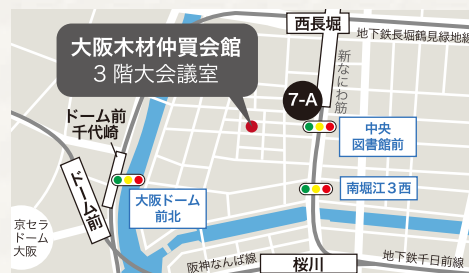 西長堀
地下鉄長堀鶴見緑地線
大阪木材仲買会館
3階大会議室
新なにわ筋
7-A
ドーム前
千代崎
中央
図書館前
ドーム前
大阪ドーム
前北
南堀江3西
京セラ
ドーム
大阪
阪神なんば線
桜川
地下鉄千日前線